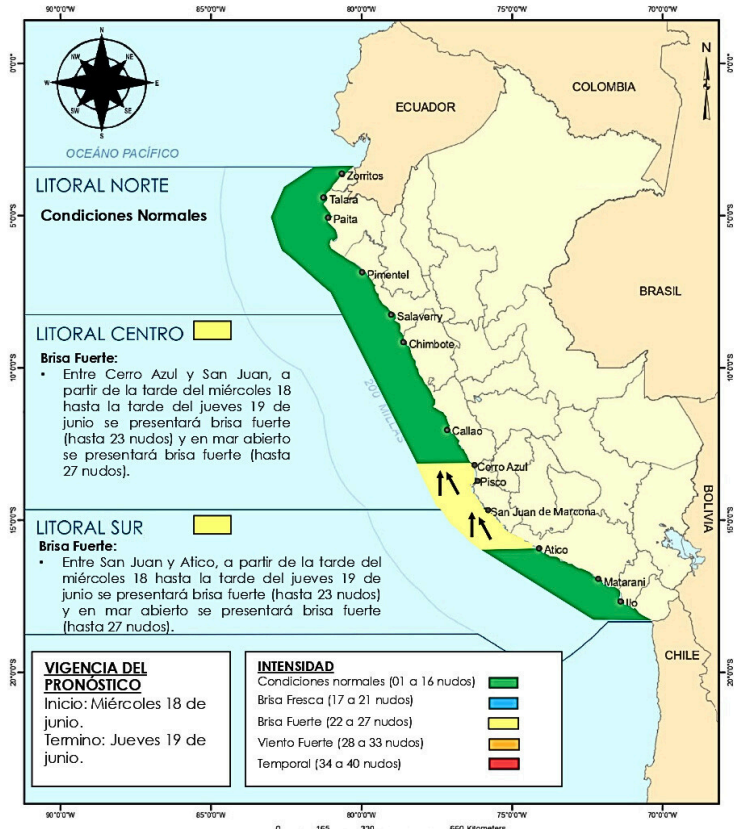 90°0'0"O 85°0'0"O 80°0'0"O 75°0'0"O 70°0'0"O
0°0'0"
N
NW NE
W E
SW SE
S
N
COLOMBIA
ECUADOR
OCEÁNO PACÍFICO
LITORAL NORTE
Condiciones Normales
Zorritos
Talara
Paita
5°0'0"S
Pimentel
BRASIL
Salaverry
Chimbote
LITORAL CENTRO
Brisa Fuerte:
▪ Entre Cerro Azul y San Juan, a
partir de la tarde del miércoles 18
hasta la tarde del jueves 19 de
junio se presentará brisa fuerte
(hasta 23 nudos) y en mar abierto
se presentará brisa fuerte (hasta
27 nudos).
200 MILLAS
10°0'0"S
Callao
Cerro Azul
Pisco
San Juan de Marcona
BOLIVIA
15°0'0"S
LITORAL SUR
Brisa Fuerte:
▪ Entre San Juan y Atico, a partir de la tarde del
miércoles 18 hasta la tarde del jueves 19 de
junio se presentará brisa fuerte (hasta 23 nudos)
y en mar abierto se presentará brisa fuerte
(hasta 27 nudos).
Atico
Matarani
Ilo
CHILE
20°0'0"S
VIGENCIA DEL
PRONÓSTICO
Inicio: Miércoles 18 de
junio.
Termino: Jueves 19 de
junio.
INTENSIDAD
Condiciones normales (01 a 16 nudos)
Brisa Fresca (17 a 21 nudos)
Brisa Fuerte (22 a 27 nudos)
Viento Fuerte (28 a 33 nudos)
Temporal (34 a 40 nudos)
90°0'0"O 85°0'0"O 80°0'0"O 75°0'0"O 70°0'0"O